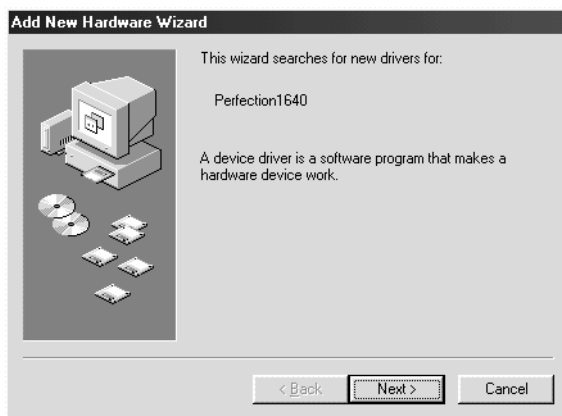 Add New Hardware Wizard
This wizard searches for new drivers for:
Perfection1640
A device driver is a software program that makes a
hardware device work.
< Back
Next >
Cancel